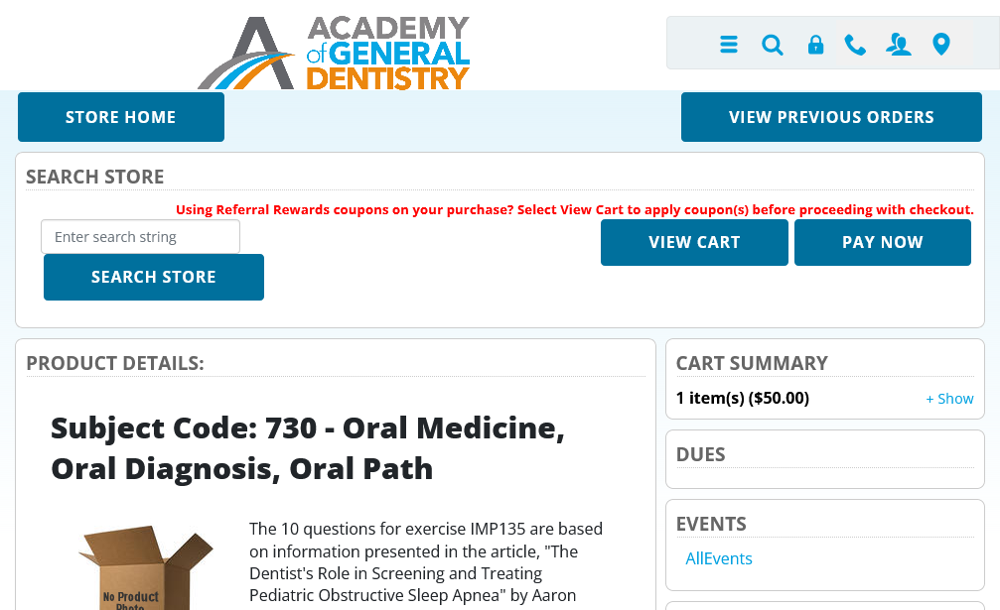 ACADEMY
of GENERAL
DENTISTRY
STORE HOME
VIEW PREVIOUS ORDERS
SEARCH STORE
Using Referral Rewards coupons on your purchase? Select View Cart to apply coupon(s) before proceeding with checkout.
Enter search string
VIEW CART
PAY NOW
SEARCH STORE
PRODUCT DETAILS:
Subject Code: 730 - Oral Medicine,
Oral Diagnosis, Oral Path
No Product
Photo
The 10 questions for exercise IMP135 are based
on information presented in the article, "The
Dentist's Role in Screening and Treating
Pediatric Obstructive Sleep Apnea" by Aaron
CART SUMMARY
1 item(s) ($50.00)
+ Show
DUES
EVENTS
AllEvents